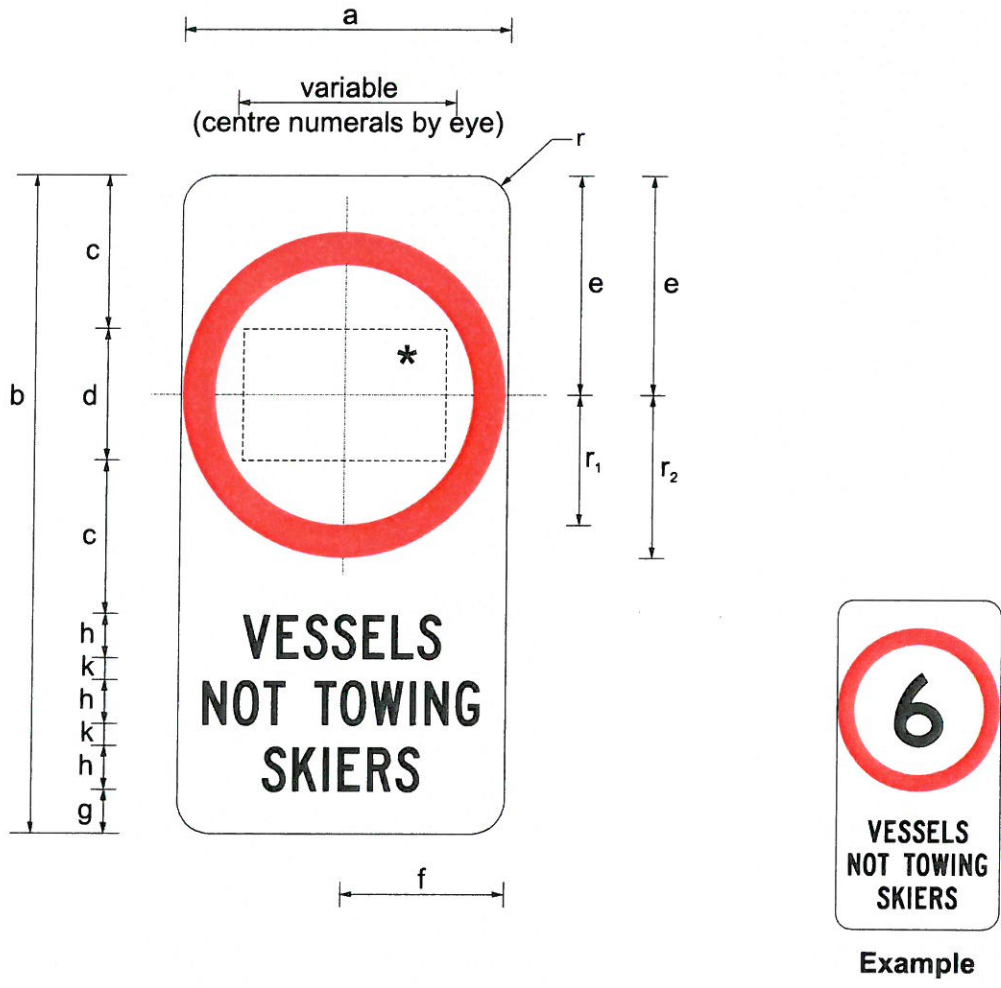 a
variable
(centre numerals by eye)
r
c
e
e
*
b
d
r₁
r₂
c
h
VESSELS
k
h
NOT TOWING
k
h
SKIERS
g
f
6
VESSELS
NOT TOWING
SKIERS
Example